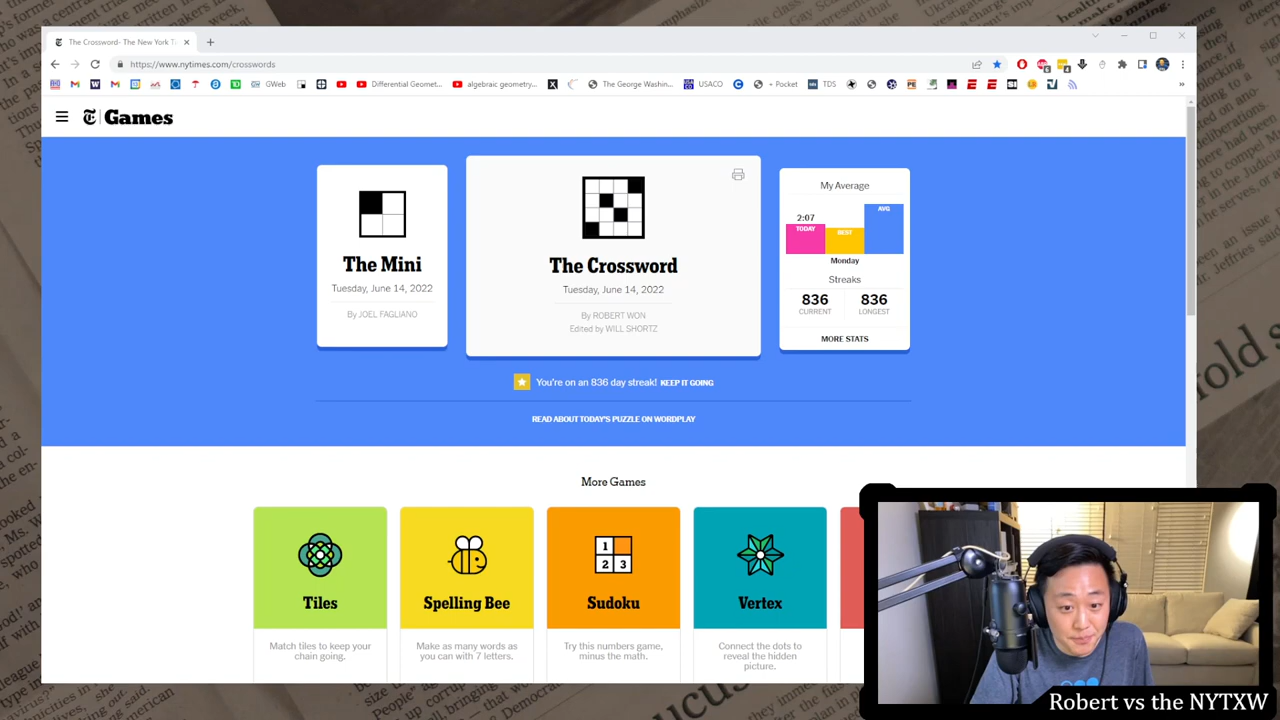 The Crossword- The New York T
https://www.nytimes.com/crosswords
GWeb
Differential Geomet...
algebraic geometry...
The George Washin...
USACO
+ Pocket
TDS
Games
The Mini
Tuesday, June 14, 2022
By JOEL FAGLIANO
The Crossword
Tuesday, June 14, 2022
By ROBERT WON
Edited by WILL SHORTZ
My Average
2:07
TODAY
BEST
AVG
Monday
Streaks
836
CURRENT
836
LONGEST
MORE STATS
You're on an 836 day streak! KEEP IT GOING
READ ABOUT TODAY'S PUZZLE ON WORDPLAY
More Games
1
2 3
Tiles
Spelling Bee
Sudoku
Vertex
Match tiles to keep your
chain going.
Make as many words as
you can with 7 letters.
Try this numbers game,
minus the math.
Connect the dots to
reveal the hidden
picture.
Robert vs the NYTXW